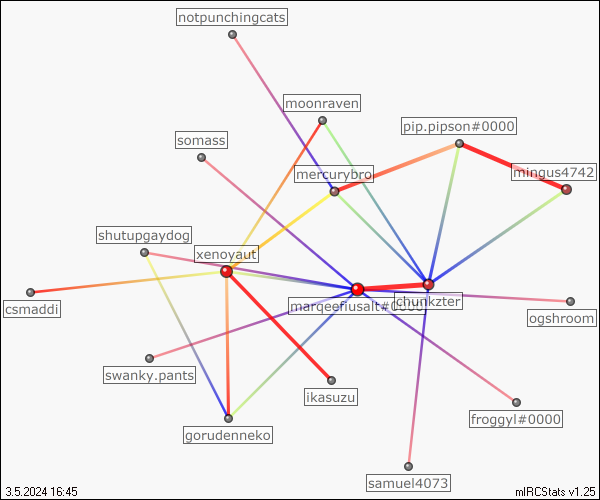 notpunchingcats
moonraven
pip.pipson#0000
somass
mercurybro
mingus4742
shutupgaydog
xenoyaut
csmaddi
marqeefiusalt#0000
chunkzter
ogshroom
swanky.pants
ikasuzu
froggyl#0000
gorudenneko
samuel4073
3.5.2024 16:45
mIRCStats v1.25